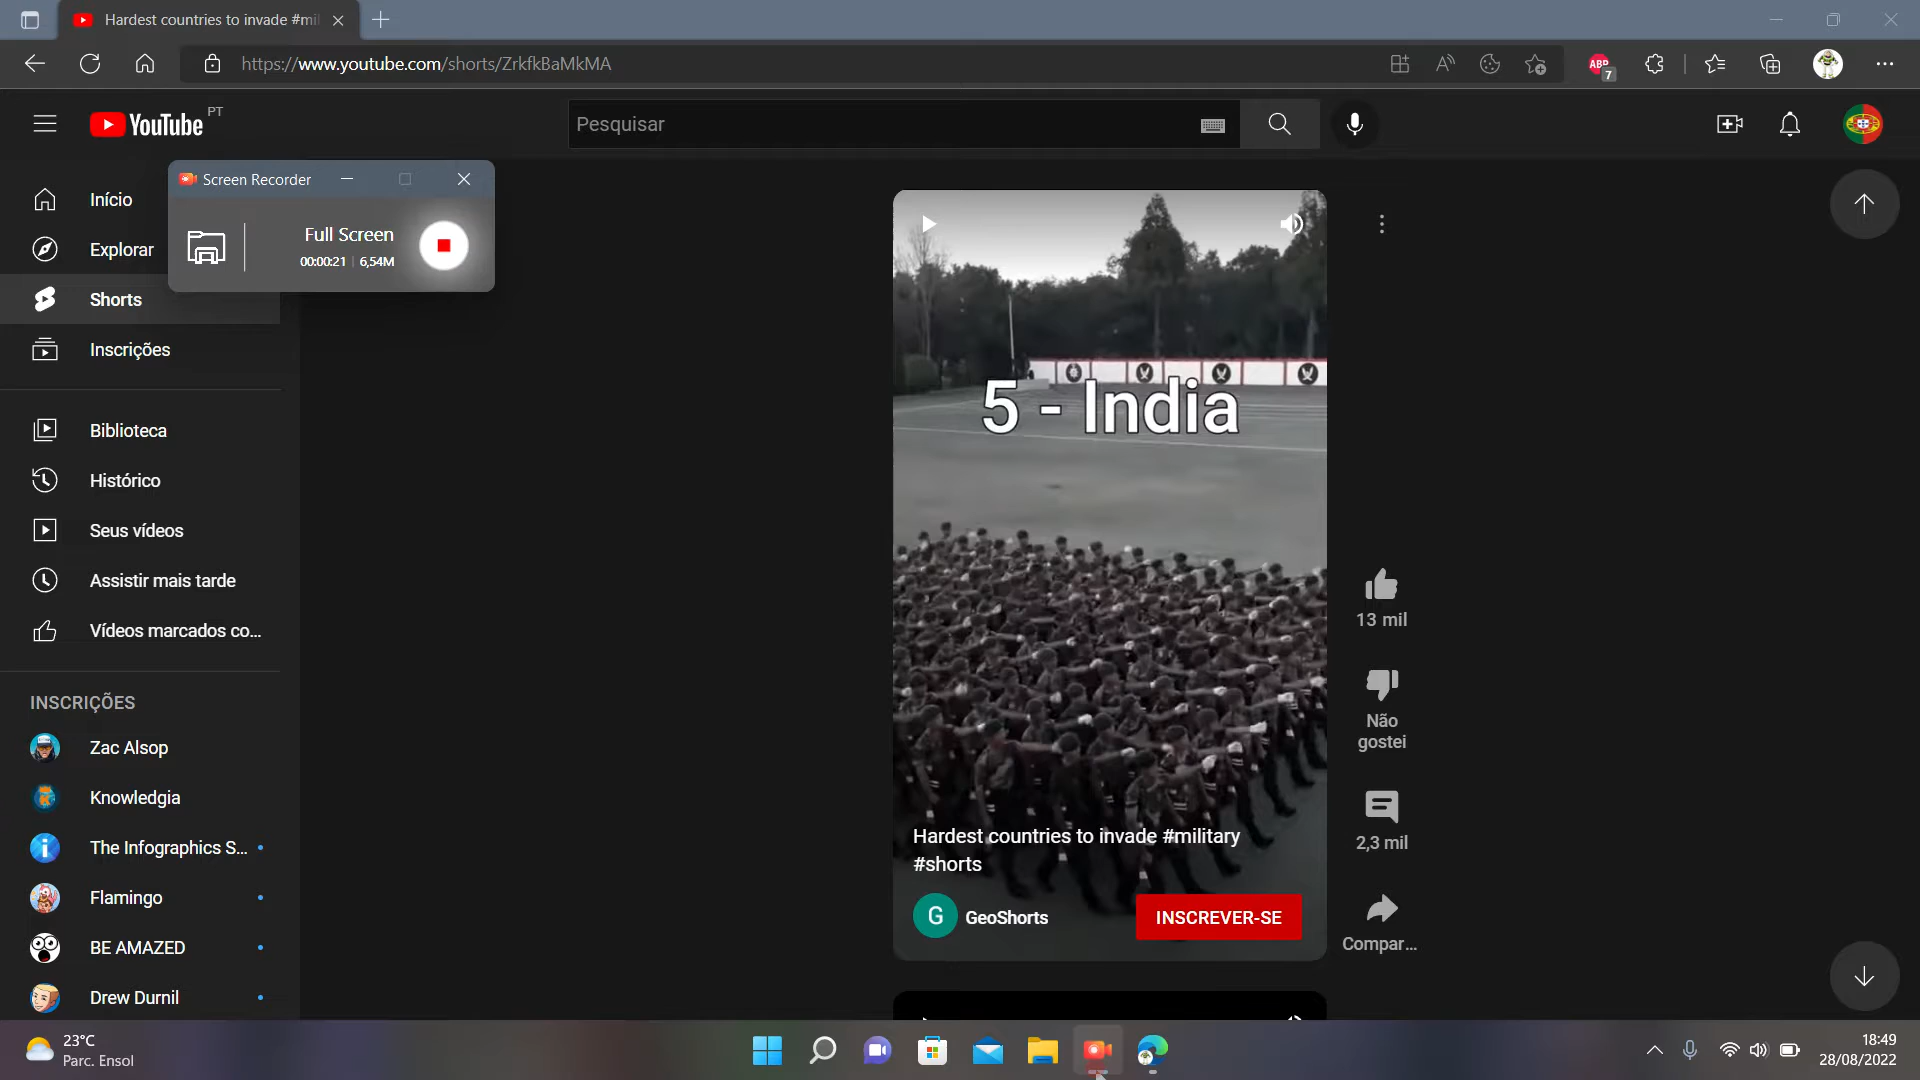 Hardest countries to invade #mil
https://www.youtube.com/shorts/ZrkfkBaMkMA
ABP
7
YouTube
PT
Pesquisar
Screen Recorder
Full Screen
00:00:21 | 6,54M
Início
Explorar
Shorts
Inscrições
Biblioteca
Histórico
Seus vídeos
Assistir mais tarde
Vídeos marcados co...
INSCRIÇÕES
Zac Alsop
Knowledgia
The Infographics S...
Flamingo
BE AMAZED
Drew Durnil
5 - India
Hardest countries to invade #military
#shorts
G
GeoShorts
INSCREVER-SE
13 mil
Não
gostei
2,3 mil
Compar...
23°C
Parc. Ensol
18:49
28/08/2022